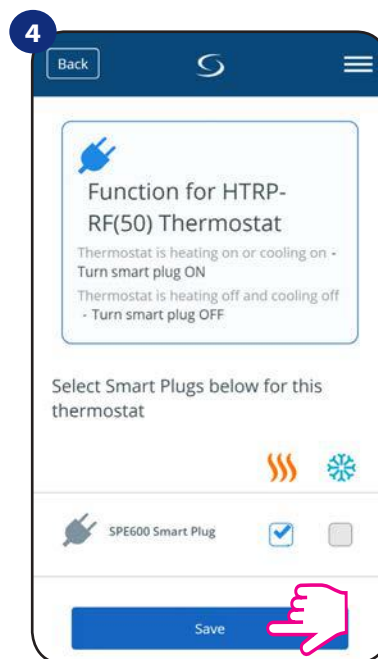 4
Back
Function for HTRP-
RF(50) Thermostat
Thermostat is heating on or cooling on -
Turn smart plug ON
Thermostat is heating off and cooling off
- Turn smart plug OFF
Select Smart Plugs below for this
thermostat
SPE600 Smart Plug
Save